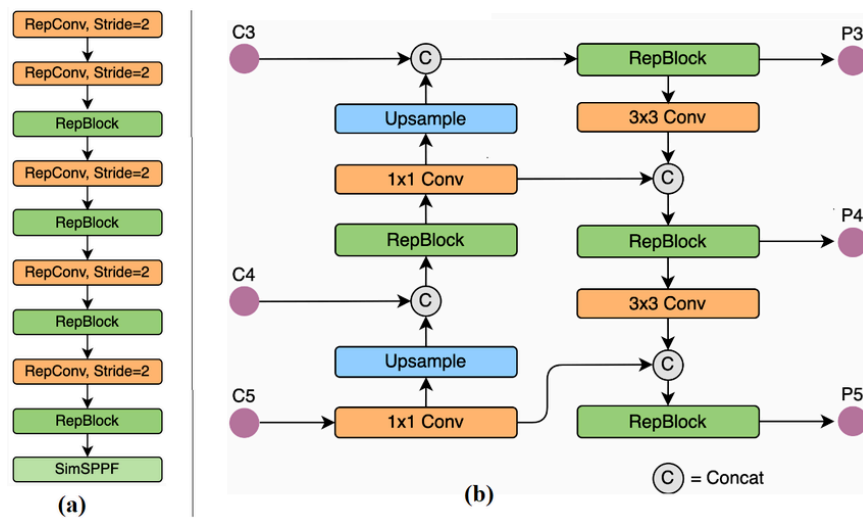 RepConv, Stride=2
RepConv, Stride=2
RepBlock
RepConv, Stride=2
RepBlock
RepConv, Stride=2
RepBlock
RepConv, Stride=2
RepBlock
SimSPPF
(a)
C3
C
RepBlock
P3
Upsample
3x3 Conv
1x1 Conv
C
RepBlock
RepBlock
P4
C4
C
3x3 Conv
Upsample
C
C5
1x1 Conv
RepBlock
P5
C = Concat
(b)